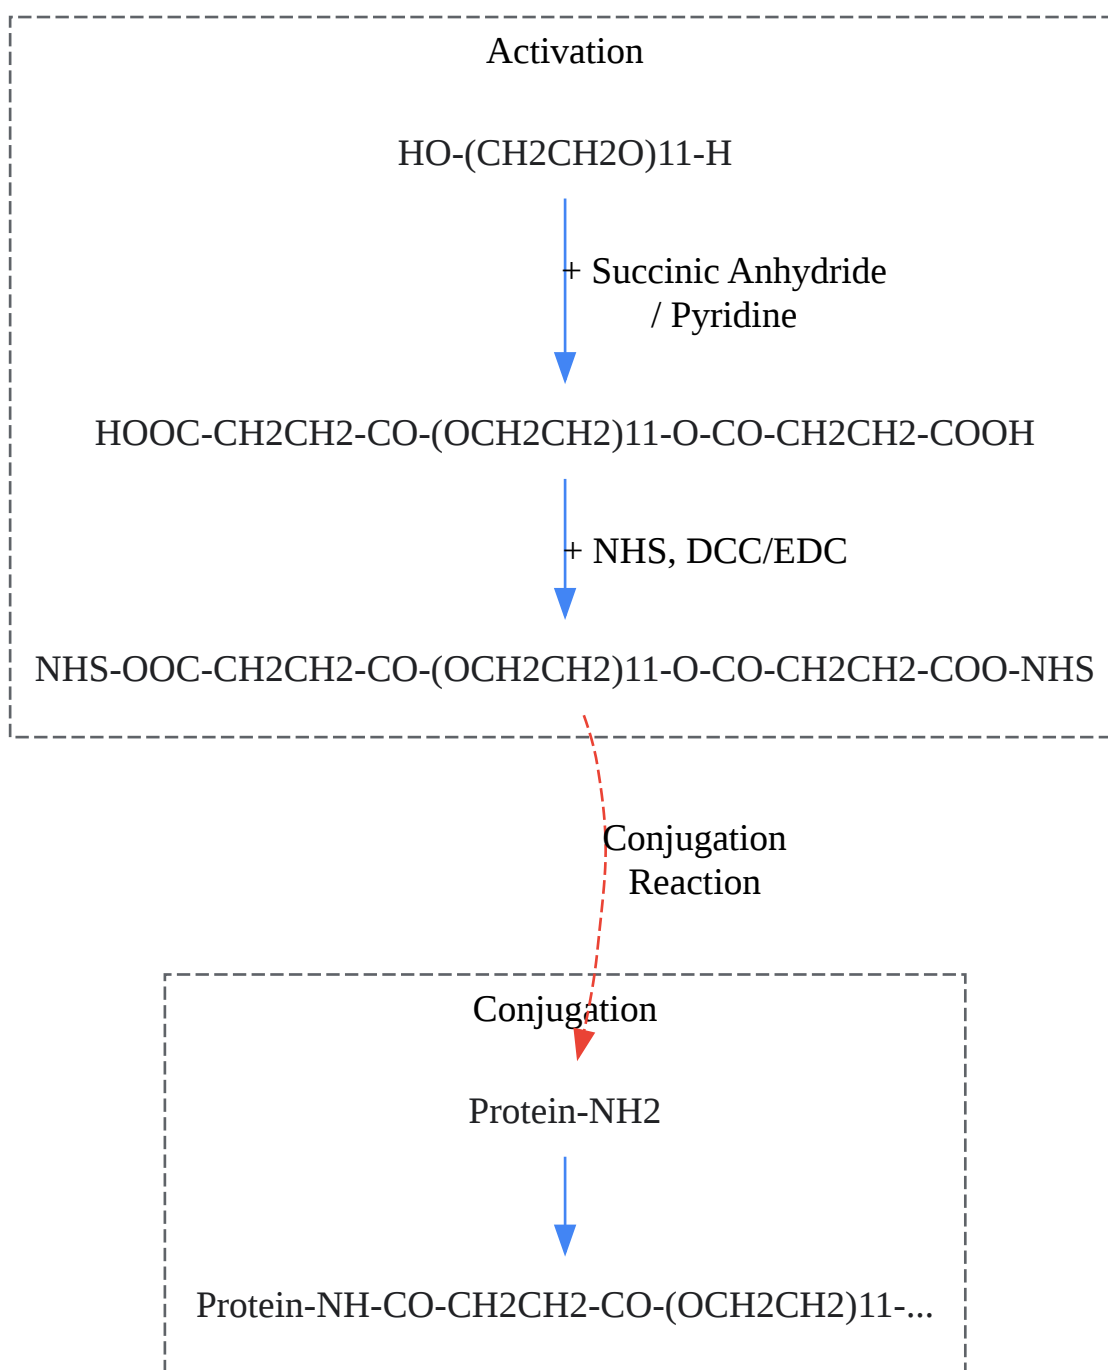 Activation
HO-(CH2CH2O)11-H
+ Succinic Anhydride
/ Pyridine
HOOC-CH2CH2-CO-(OCH2CH2)11-O-CO-CH2CH2-COOH
+ NHS, DCC/EDC
NHS-OOC-CH2CH2-CO-(OCH2CH2)11-O-CO-CH2CH2-COO-NHS
Conjugation
Reaction
Conjugation
Protein-NH2
Protein-NH-CO-CH2CH2-CO-(OCH2CH2)11-...